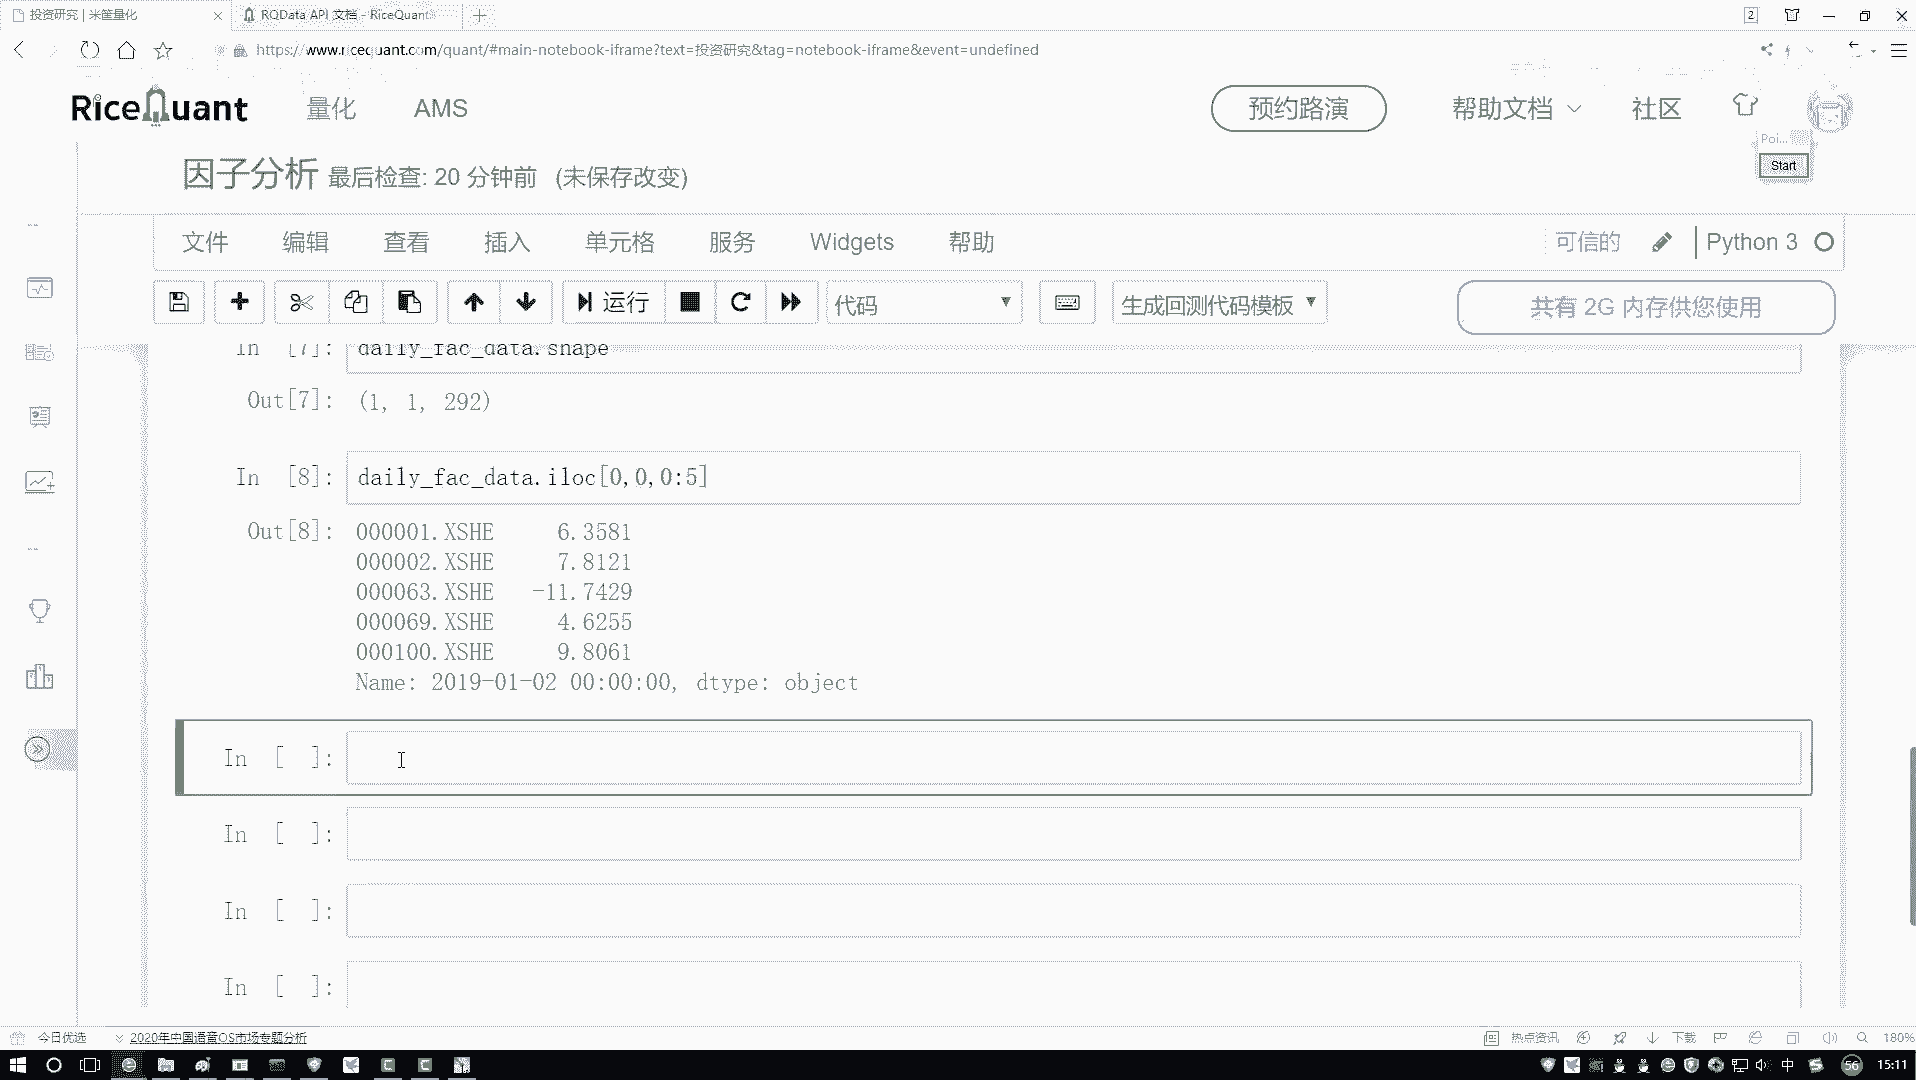 投资研究 | 米筐量化
RQData API 文档 - RiceQuant
2
https://www.ricequant.com/quant/#main-notebook-iframe?text=投资研究&tag=notebook-iframe&event=undefined
RiceQuant 量化 AMS 预约路演 帮助文档 社区
Poi...
Start
因子分析 最后检查: 20 分钟前 (未保存改变)
文件 编辑 查看 插入 单元格 服务 Widgets 帮助 可信的 Python 3
运行 代码 生成回测代码模板 共有 2G 内存供您使用
In [7]: daily_fac_data.shape
Out[7]: (1, 1, 292)
In [8]: daily_fac_data.iloc[0,0,0:5]
Out[8]: 000001.XSHE 6.3581
000002.XSHE 7.8121
000063.XSHE -11.7429
000069.XSHE 4.6255
000100.XSHE 9.8061
Name: 2019-01-02 00:00:00, dtype: object
In [ ]:
In [ ]:
In [ ]:
In [ ]:
今日优选 2020年中国语音OS市场专题分析 热点资讯 下载 180%
中 56 15:11